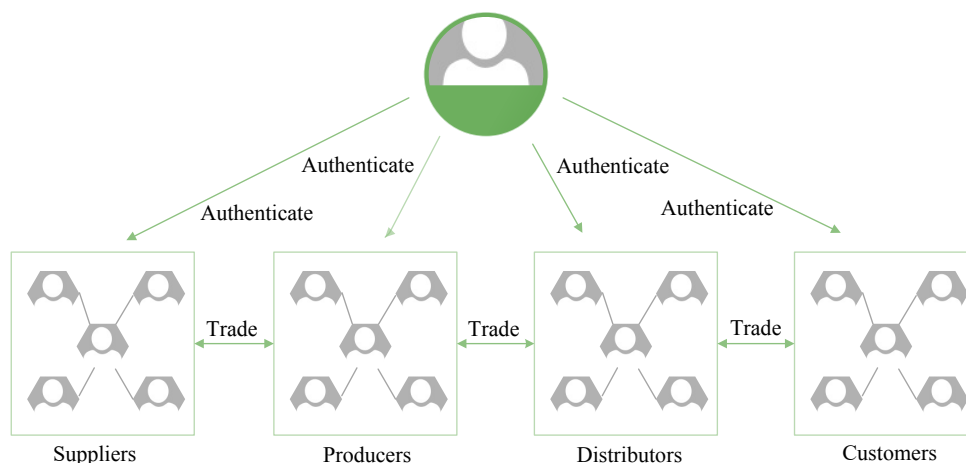 Authenticate
Authenticate
Authenticate
Authenticate
Trade
Trade
Trade
Suppliers
Producers
Distributors
Customers